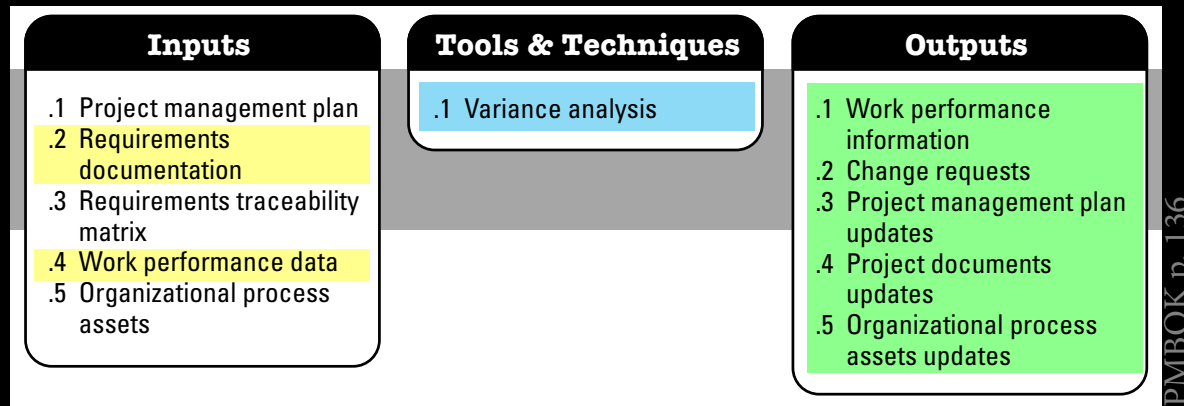 Inputs
.1 Project management plan
.2 Requirements
documentation
.3 Requirements traceability
matrix
.4 Work performance data
.5 Organizational process
assets
Tools & Techniques
.1 Variance analysis
Outputs
.1 Work performance
information
.2 Change requests
.3 Project management plan
updates
.4 Project documents
updates
.5 Organizational process
assets updates
PMBOK p. 136